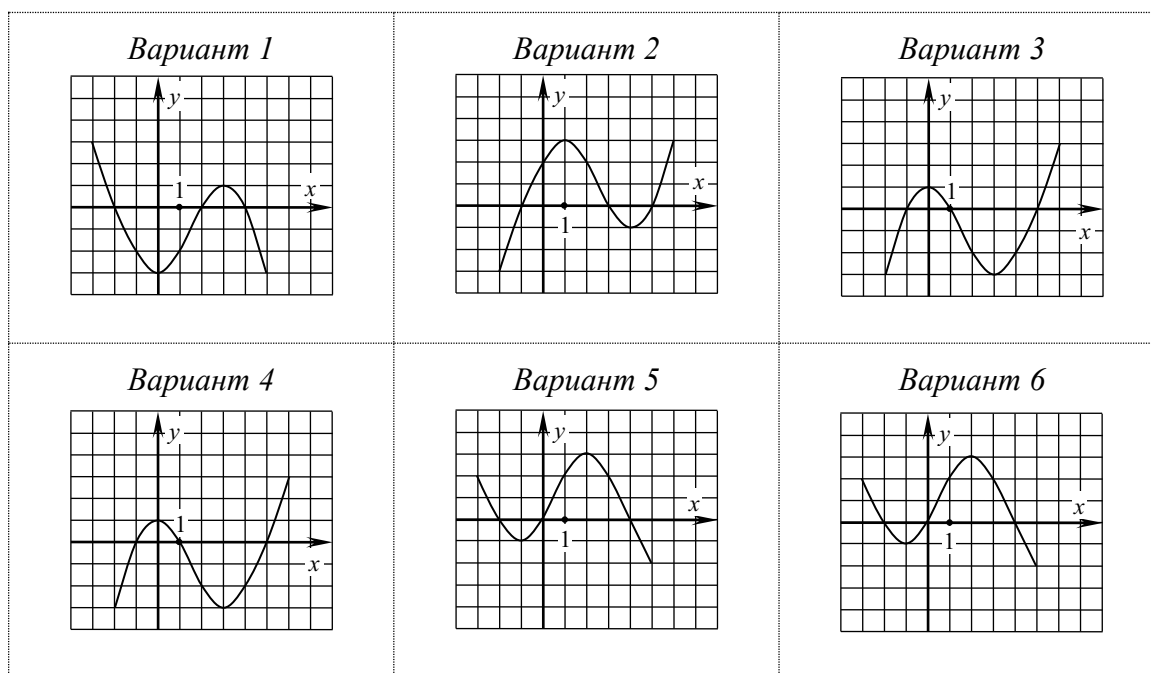 Вариант 1
y
1
x
Вариант 2
y
x
1
Вариант 3
y
1
x
Вариант 4
y
1
x
Вариант 5
y
x
1
Вариант 6
y
x
1